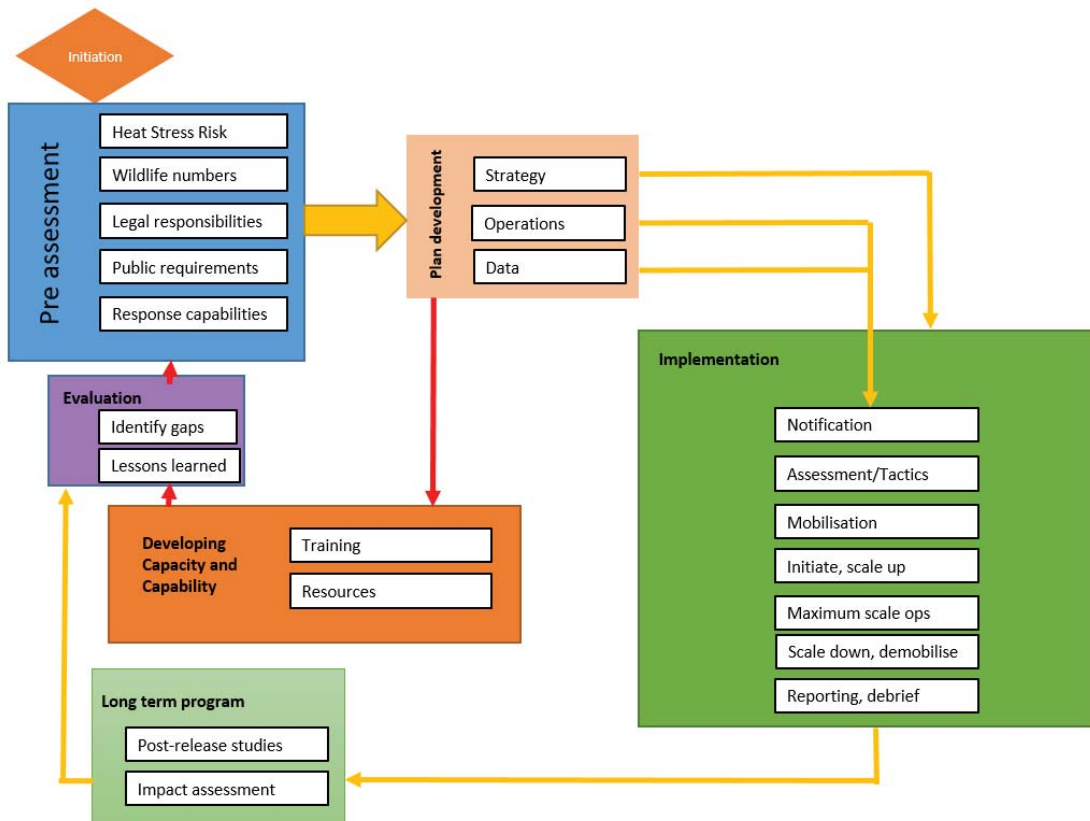 Initiation
Pre assessment
Heat Stress Risk
Wildlife numbers
Legal responsibilities
Public requirements
Response capabilities
Plan development
Strategy
Operations
Data
Implementation
Notification
Assessment/Tactics
Mobilisation
Initiate, scale up
Maximum scale ops
Scale down, demobilise
Reporting, debrief
Evaluation
Identify gaps
Lessons learned
Developing
Capacity and
Capability
Training
Resources
Long term program
Post-release studies
Impact assessment